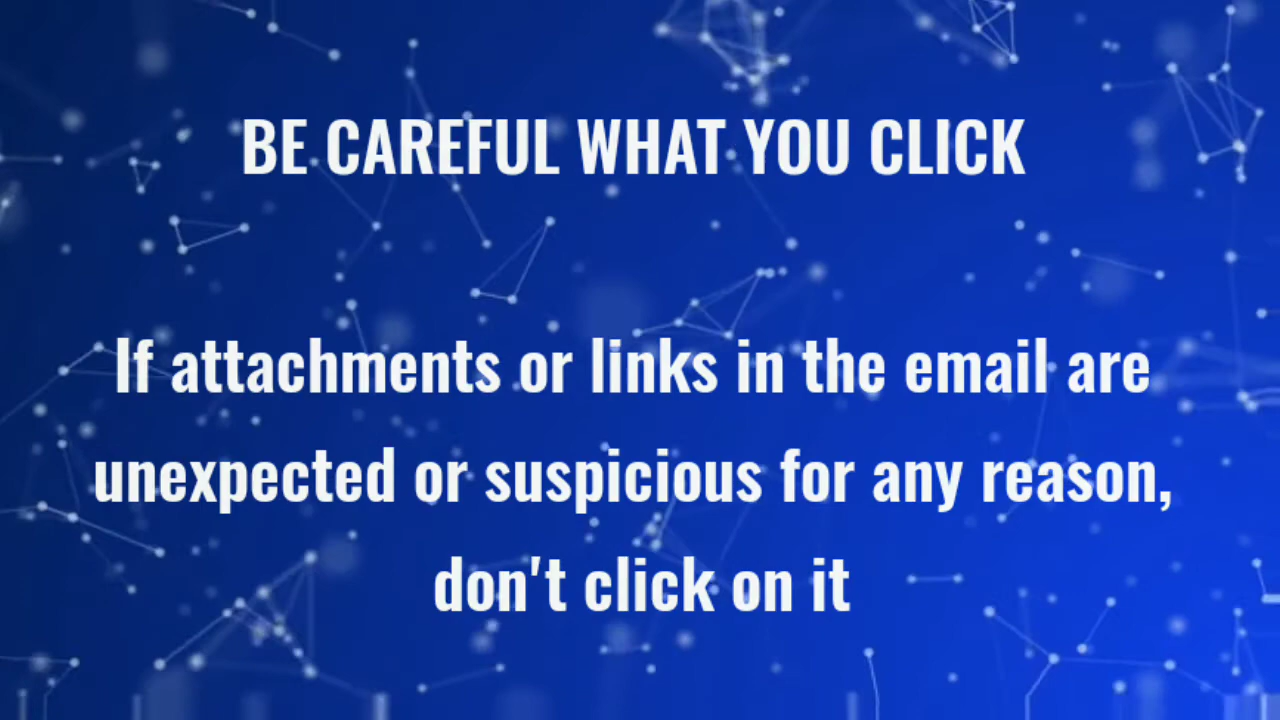 BE CAREFUL WHAT YOU CLICK
If attachments or links in the email are
unexpected or suspicious for any reason,
don't click on it